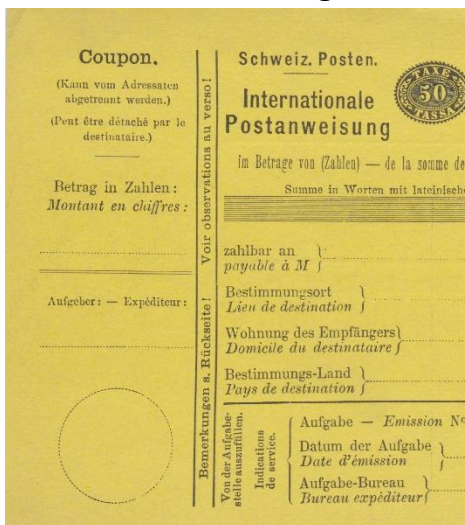 Coupon.
(Kann vom Adressaten
abgetrennt werden.)
(Peut être détaché par le
destinataire.)
Betrag in Zahlen:
Montant en chiffres:
Aufgeber: — Expéditeur:
Bemerkungen s. Rückseite! Voir observations au verso!
Schweiz. Posten.
TAXE
50
TASSA
Internationale
Postanweisung
im Betrage von (Zahlen) — de la somme de
Summe in Worten mit lateinische
zahlbar an
payable à M
Bestimmungsort
Lieu de destination
Wohnung des Empfängers
Domicile du destinataire
Bestimmungs-Land
Pays de destination
Von der Aufgabe-
stelle auszufüllen.
Indications
de service.
Aufgabe — Emission No
Datum der Aufgabe
Date d'émission
Aufgabe-Bureau
Bureau expéditeur